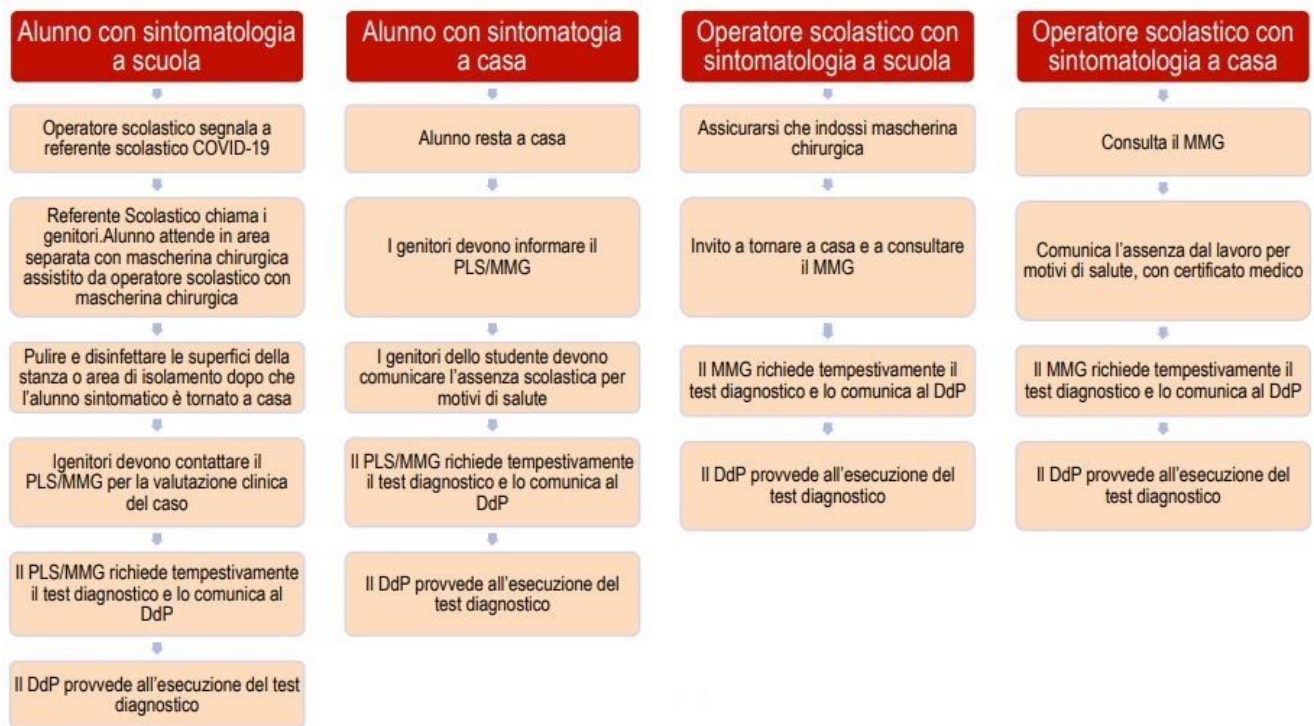 Alunno con sintomatologia
a scuola
Operatore scolastico segnala a
referente scolastico COVID-19
Referente Scolastico chiama i
genitori.Alunno attende in area
separata con mascherina chirurgica
assistito da operatore scolastico con
mascherina chirurgica
Pulire e disinfettare le superfici della
stanza o area di isolamento dopo che
l'alunno sintomatico è tornato a casa
Igenitori devono contattare il
PLS/MMG per la valutazione clinica
del caso
Il PLS/MMG richiede tempestivamente
il test diagnostico e lo comunica al
DdP
Il DdP provvede all'esecuzione del test
diagnostico
Alunno con sintomatogia
a casa
Alunno resta a casa
I genitori devono informare il
PLS/MMG
I genitori dello studente devono
comunicare l'assenza scolastica per
motivi di salute
Il PLS/MMG richiede tempestivamente
il test diagnostico e lo comunica al
DdP
Il DdP provvede all'esecuzione del
test diagnostico
Operatore scolastico con
sintomatologia a scuola
Assicurarsi che indossi mascherina
chirurgica
Invito a tornare a casa e a consultare
il MMG
Il MMG richiede tempestivamente il
test diagnostico e lo comunica al DdP
Il DdP provvede all'esecuzione del
test diagnostico
Operatore scolastico con
sintomatologia a casa
Consulta il MMG
Comunica l'assenza dal lavoro per
motivi di salute, con certificato medico
Il MMG richiede tempestivamente il
test diagnostico e lo comunica al DdP
Il DdP provvede all'esecuzione del
test diagnostico